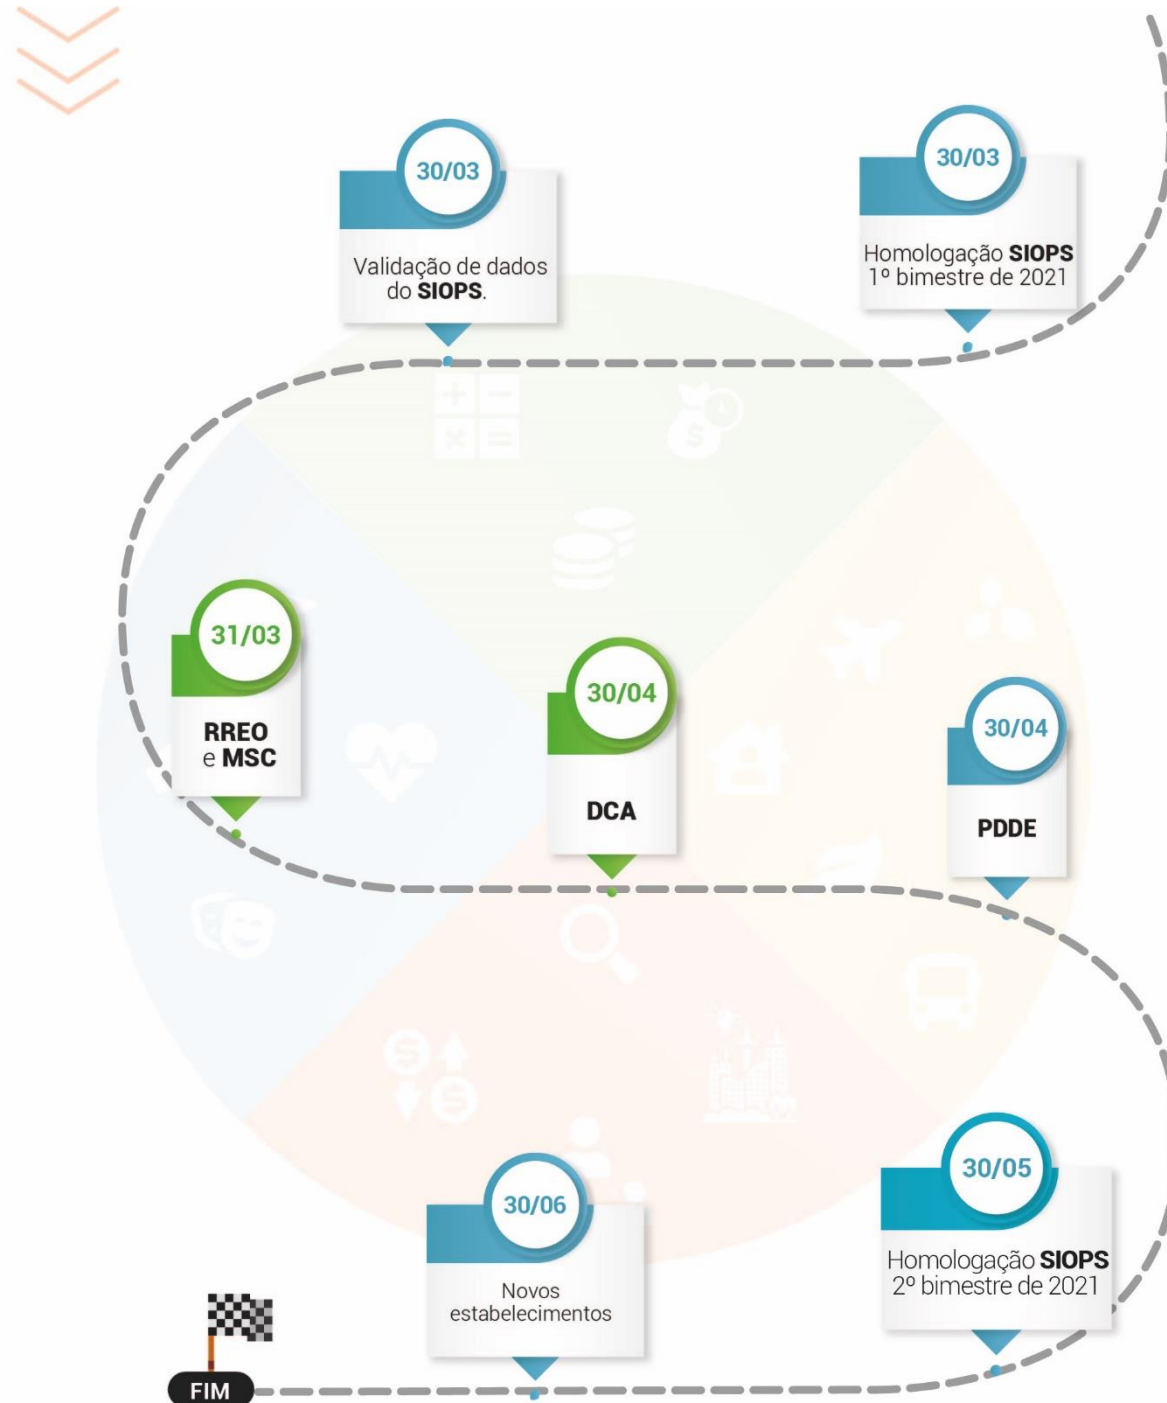 30/03
Validação de dados
do SIOPS.
30/03
Homologação SIOPS
1º bimestre de 2021
31/03
RREO
e MSC
30/04
DCA
30/04
PDDE
30/06
Novos
estabelecimentos
30/05
Homologação SIOPS
2º bimestre de 2021
FIM